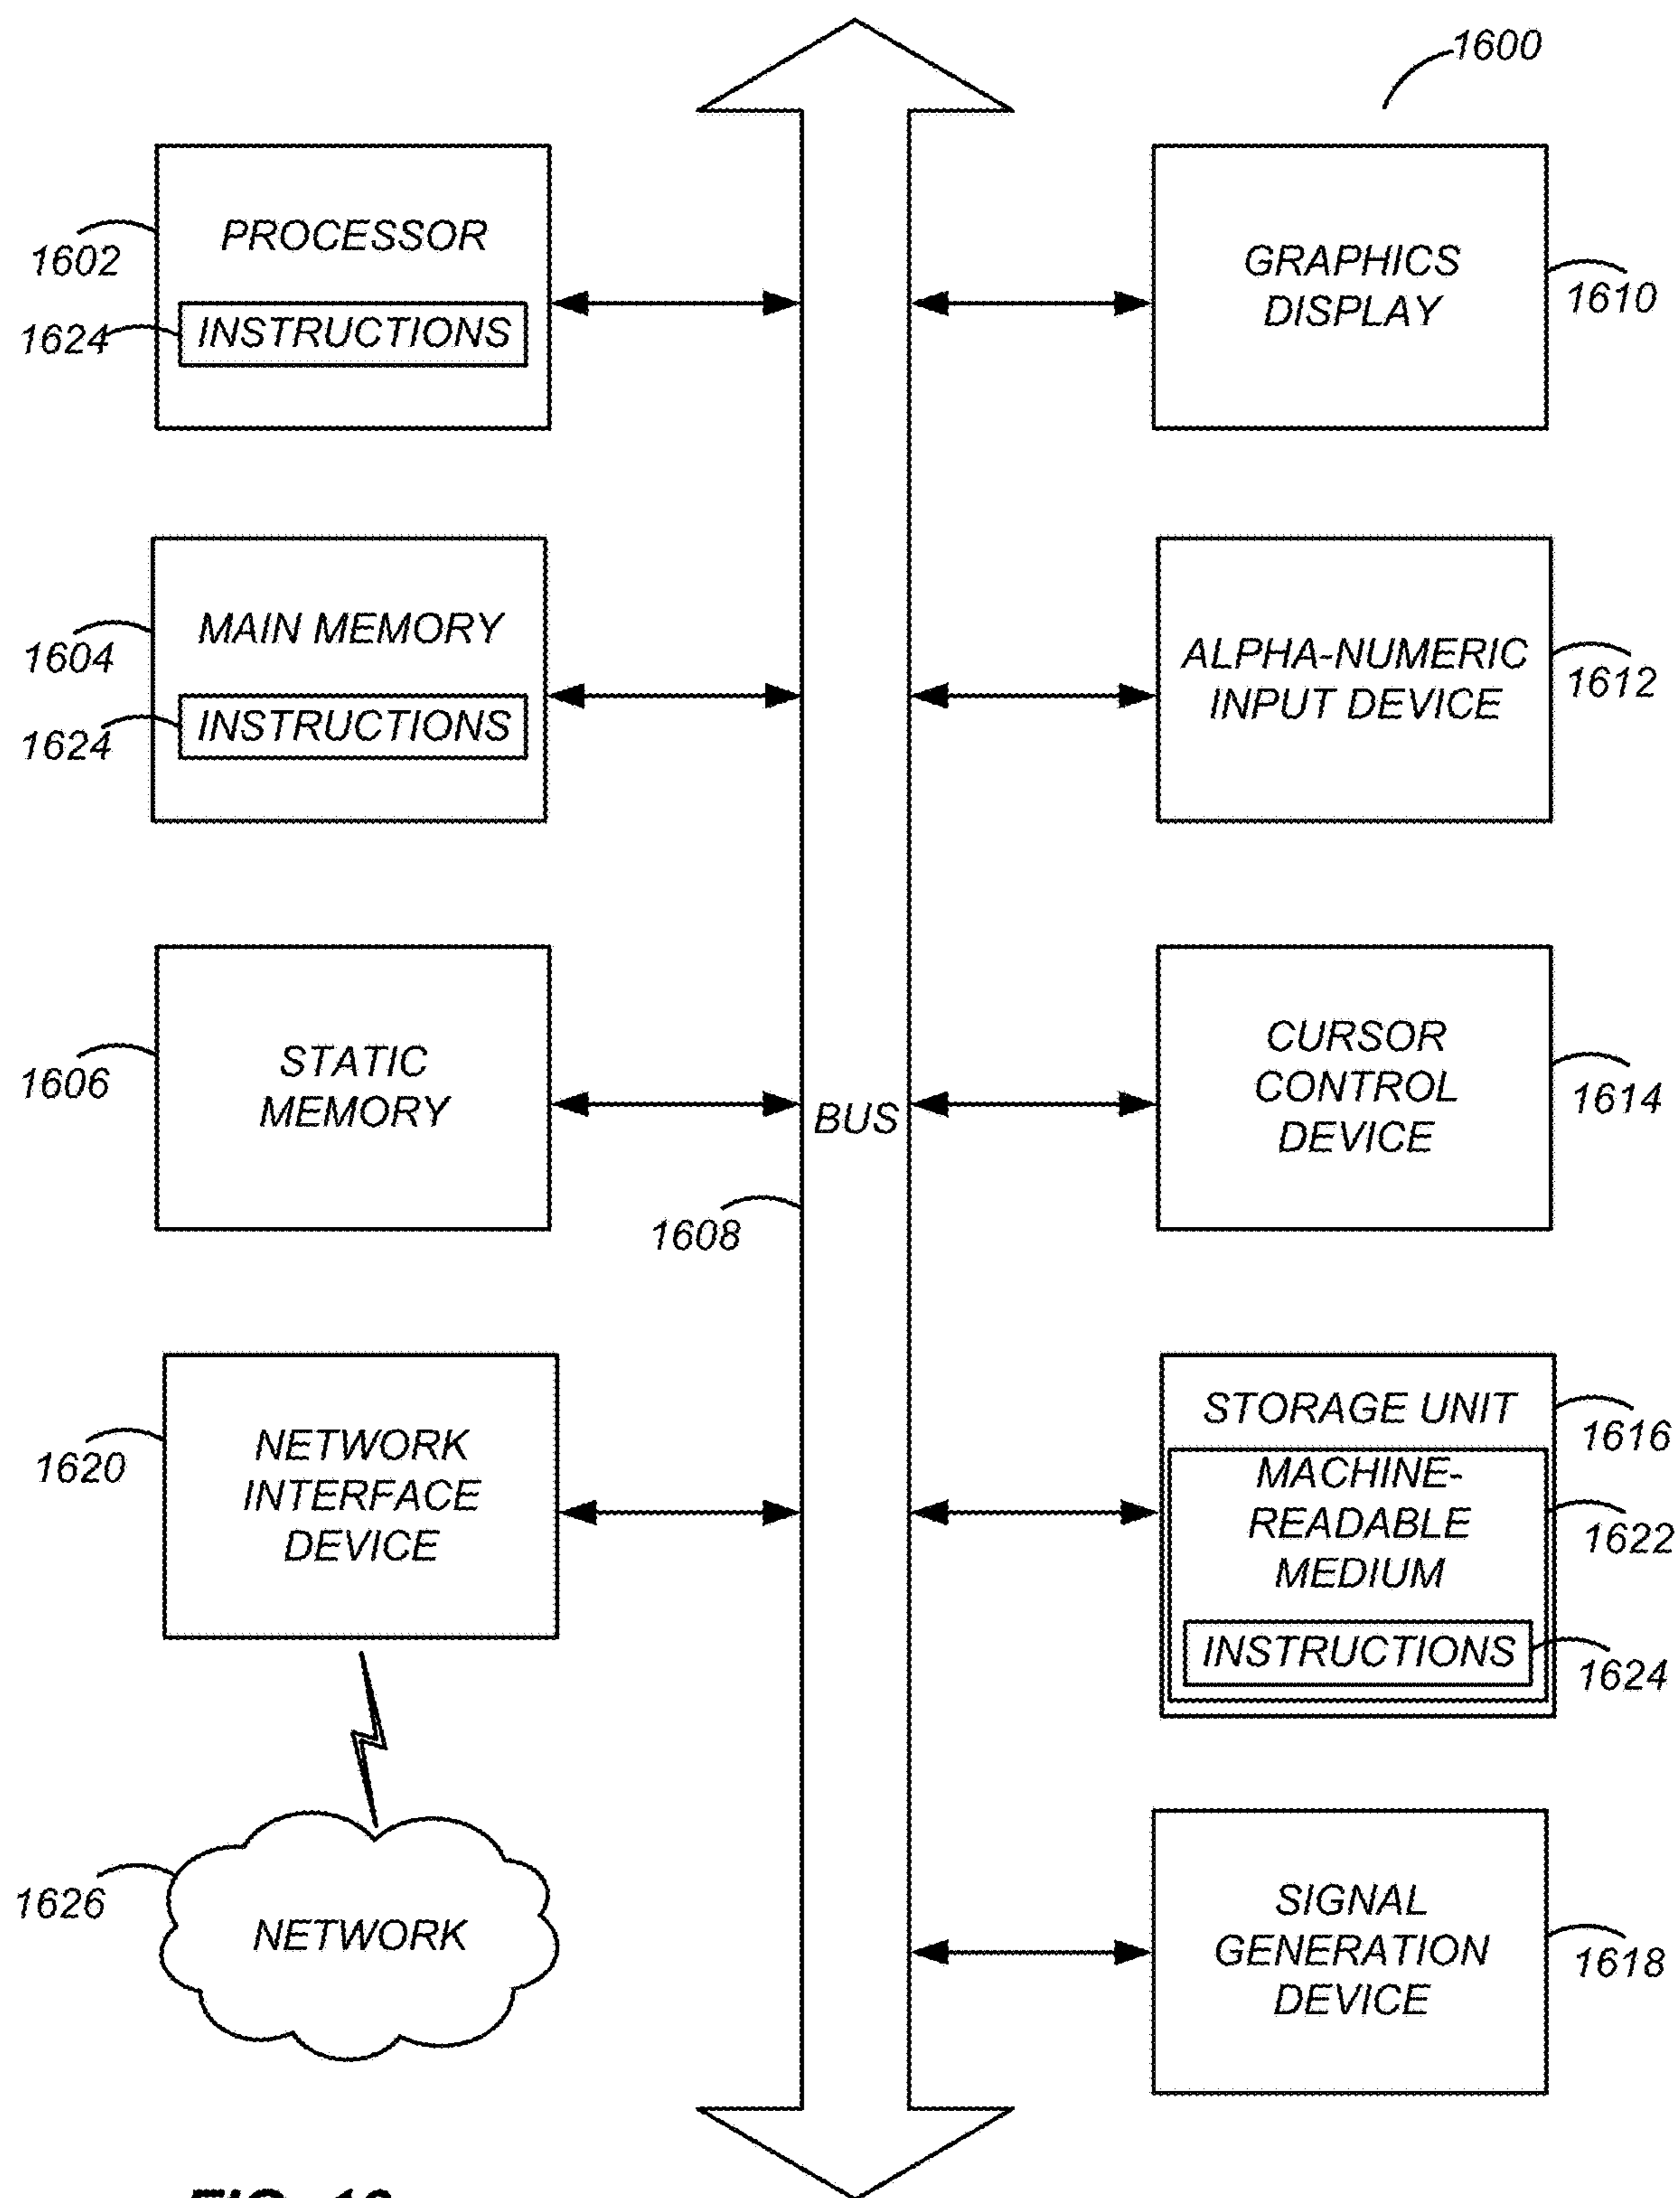 1600
PROCESSOR
1602
1624
INSTRUCTIONS
GRAPHICS
DISPLAY
1610
MAIN MEMORY
1604
1624
INSTRUCTIONS
ALPHA-NUMERIC
INPUT DEVICE
1612
STATIC
MEMORY
1606
BUS
1608
CURSOR
CONTROL
DEVICE
1614
NETWORK
INTERFACE
DEVICE
1620
STORAGE UNIT
1616
MACHINE-
READABLE
MEDIUM
1622
INSTRUCTIONS
1624
1626
NETWORK
SIGNAL
GENERATION
DEVICE
1618